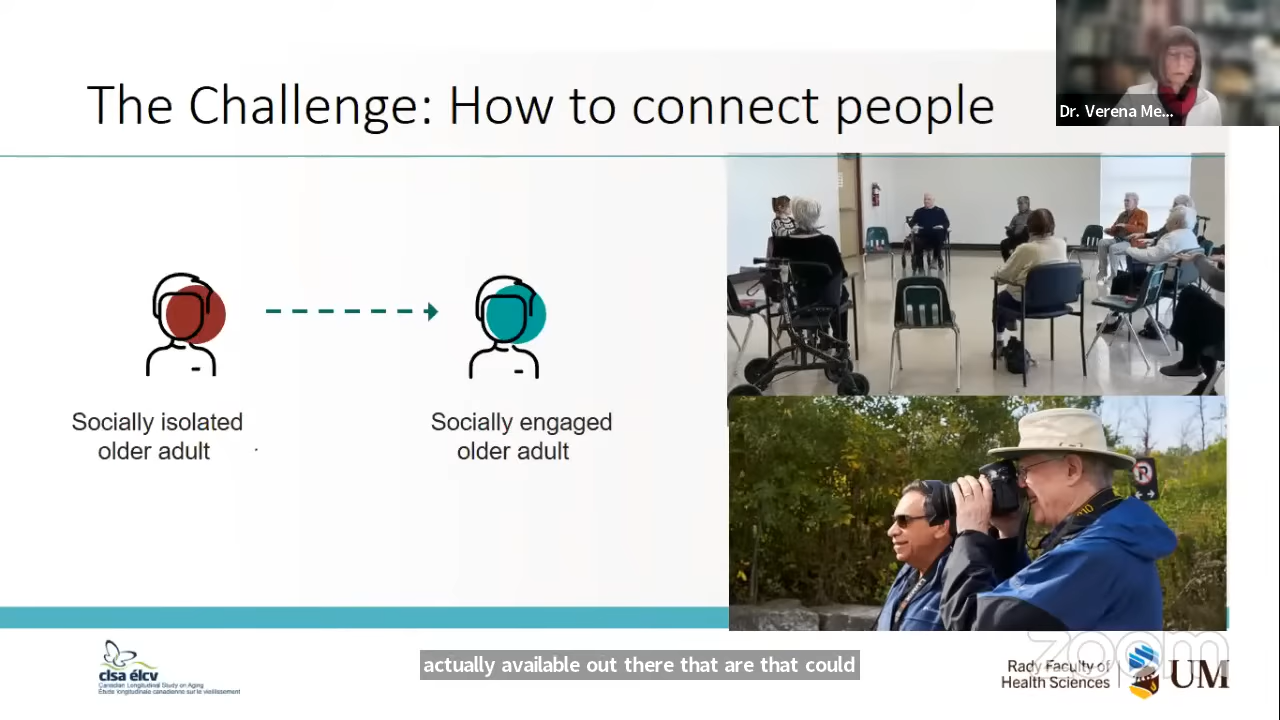 The Challenge: How to connect people
Dr. Verena Me...
Socially isolated
older adult
Socially engaged
older adult
clsa élcv
Canadian Longitudinal Study on Aging
Étude longitudinale canadienne sur le vieillissement
actually available out there that are that could
zoom
Rady Faculty of
Health Sciences
UM